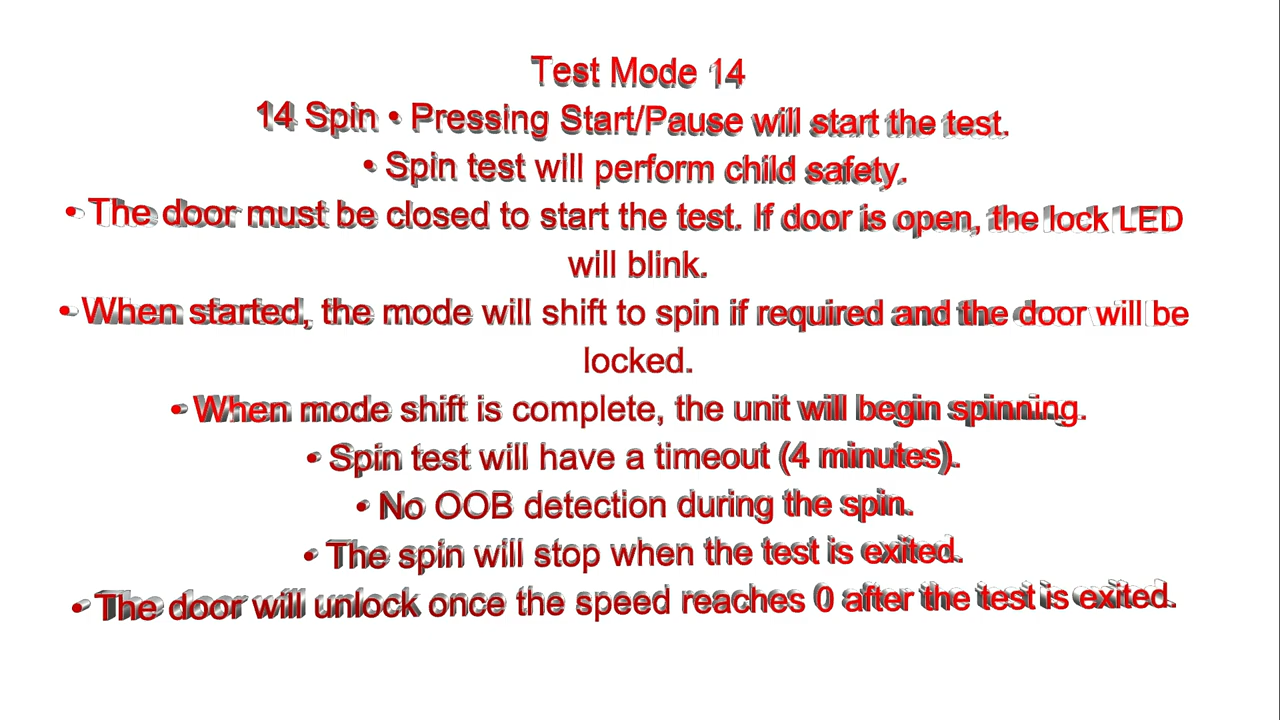 Test Mode 14
14 Spin • Pressing Start/Pause will start the test.
• Spin test will perform child safety.
• The door must be closed to start the test. If door is open, the lock LED
will blink.
• When started, the mode will shift to spin if required and the door will be
locked.
• When mode shift is complete, the unit will begin spinning.
• Spin test will have a timeout (4 minutes).
• No OOB detection during the spin.
• The spin will stop when the test is exited.
• The door will unlock once the speed reaches 0 after the test is exited.